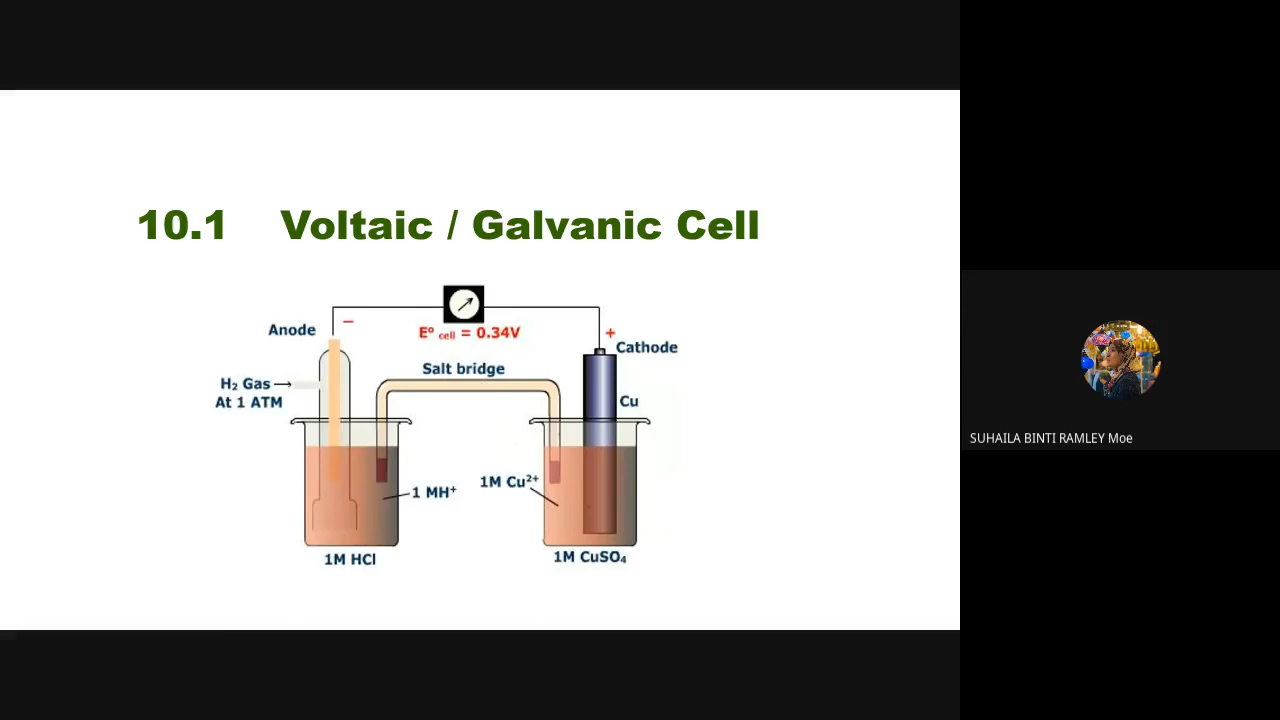 10.1 Voltaic / Galvanic Cell
Anode
−
E° cell = 0.34V
+
Cathode
Salt bridge
H₂ Gas
At 1 ATM
Cu
1 MH⁺
1M Cu²⁺
1M HCl
1M CuSO₄
SUHAILA BINTI RAMLEY Moe